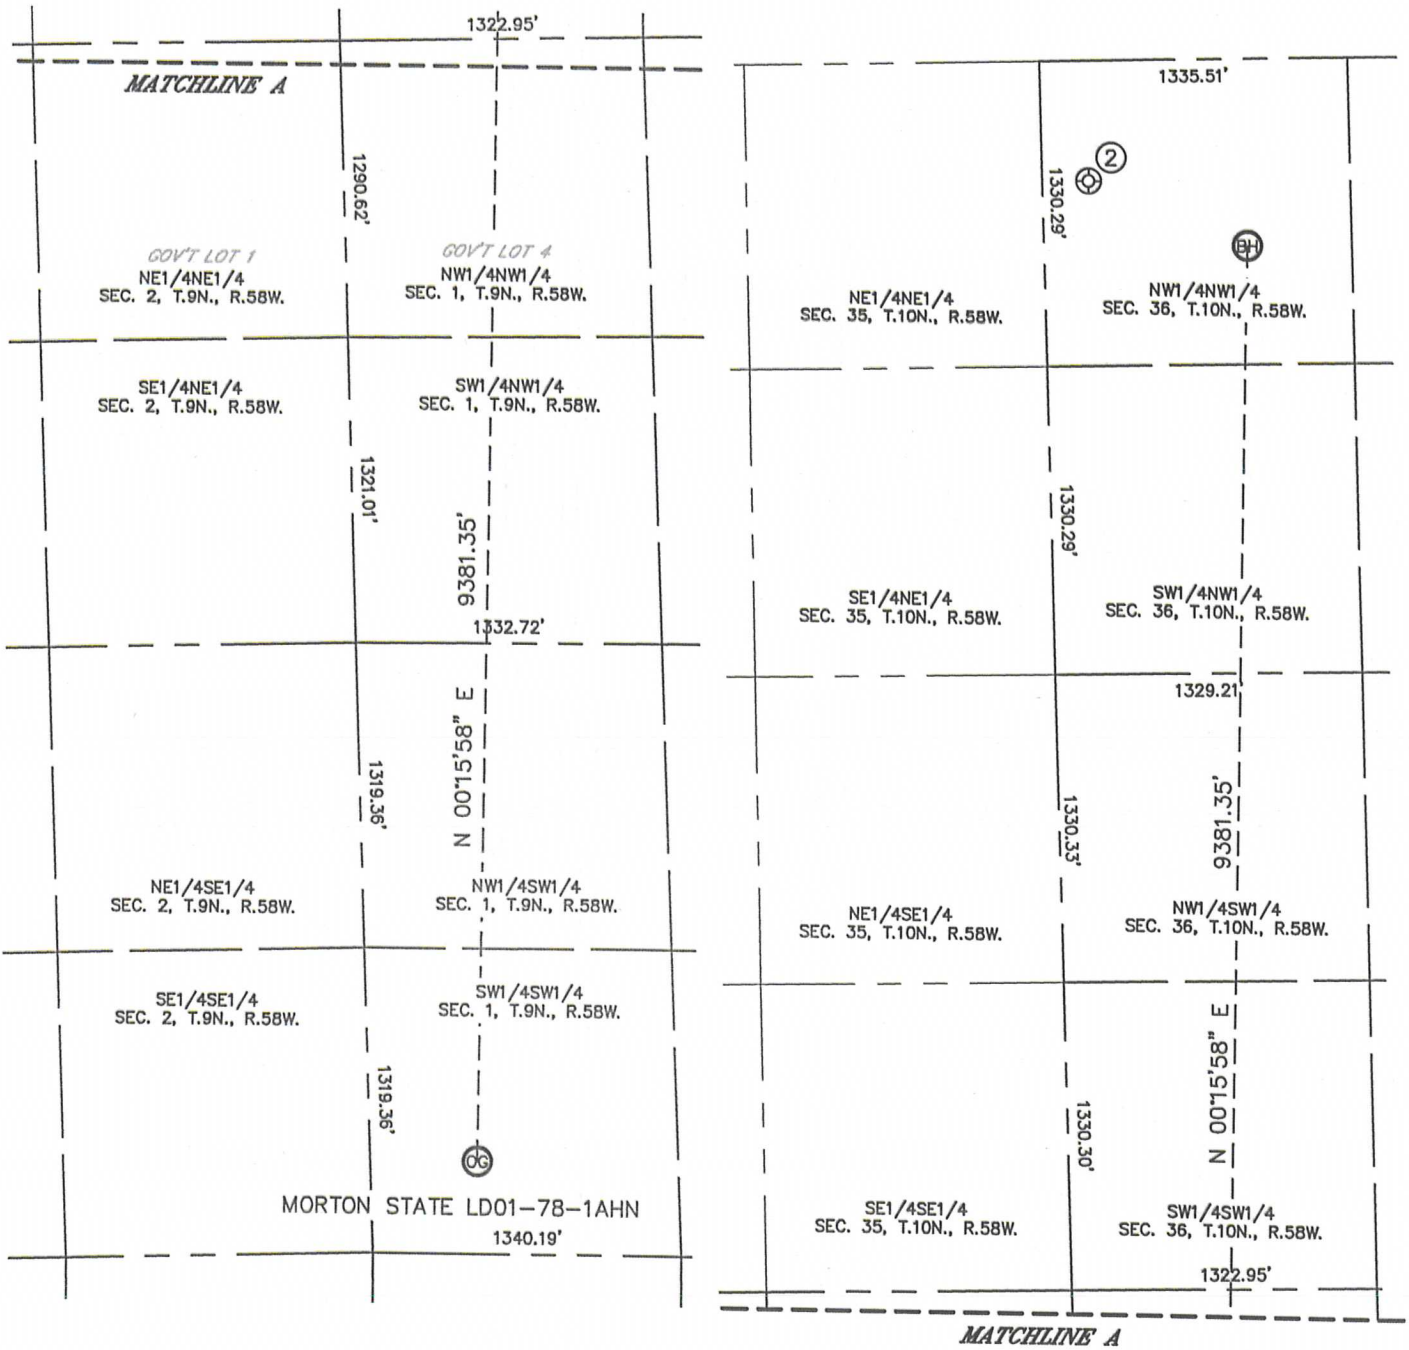 1322.95'
MATCHLINE A
1290.62'
GOV'T LOT 1
NE1/4NE1/4
SEC. 2, T.9N., R.58W.
GOV'T LOT 4
NW1/4NW1/4
SEC. 1, T.9N., R.58W.
SE1/4NE1/4
SEC. 2, T.9N., R.58W.
SW1/4NW1/4
SEC. 1, T.9N., R.58W.
1321.01'
9381.35'
1332.72'
N 00°15'58" E
1319.36'
NE1/4SE1/4
SEC. 2, T.9N., R.58W.
NW1/4SW1/4
SEC. 1, T.9N., R.58W.
SE1/4SE1/4
SEC. 2, T.9N., R.58W.
SW1/4SW1/4
SEC. 1, T.9N., R.58W.
1319.36'
OG
MORTON STATE LD01-78-1AHN
1340.19'
1335.51'
2
1330.29'
BH
NE1/4NE1/4
SEC. 35, T.10N., R.58W.
NW1/4NW1/4
SEC. 36, T.10N., R.58W.
1330.29'
SE1/4NE1/4
SEC. 35, T.10N., R.58W.
SW1/4NW1/4
SEC. 36, T.10N., R.58W.
1329.21'
9381.35'
1330.33'
NE1/4SE1/4
SEC. 35, T.10N., R.58W.
NW1/4SW1/4
SEC. 36, T.10N., R.58W.
N 00°15'58" E
1330.30'
SE1/4SE1/4
SEC. 35, T.10N., R.58W.
SW1/4SW1/4
SEC. 36, T.10N., R.58W.
1322.95'
MATCHLINE A